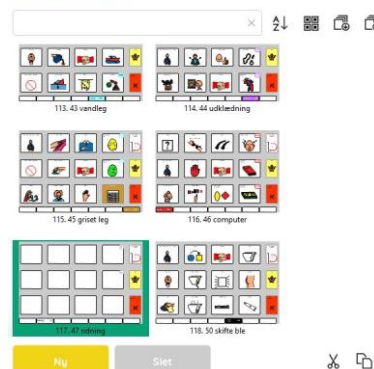 113. 43 vandleg
114. 44 udklædning
115. 45 griset leg
116. 46 computer
117. 47 tidning
118. 50 skifte ble
Ny
Slet